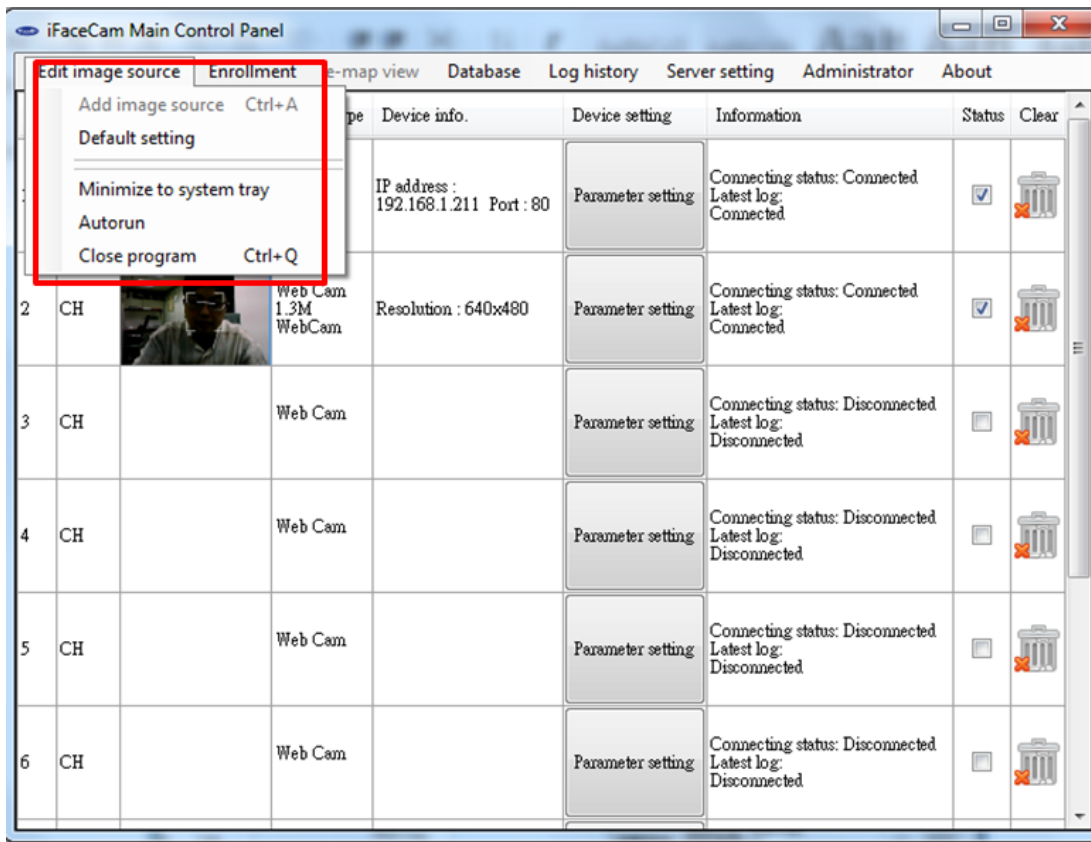 iFaceCam Main Control Panel
Edit image source Enrollment e-map view Database Log history Server setting Administrator About
Add image source Ctrl+A
Default setting
Minimize to system tray
Autorun
Close program Ctrl+Q
pe Device info. Device setting Information Status Clear
IP address :
192.168.1.211 Port : 80
Parameter setting
Connecting status: Connected
Latest log:
Connected
2 CH
Web Cam
1.3M
WebCam
Resolution : 640x480
Parameter setting
Connecting status: Connected
Latest log:
Connected
3 CH
Web Cam
Parameter setting
Connecting status: Disconnected
Latest log:
Disconnected
4 CH
Web Cam
Parameter setting
Connecting status: Disconnected
Latest log:
Disconnected
5 CH
Web Cam
Parameter setting
Connecting status: Disconnected
Latest log:
Disconnected
6 CH
Web Cam
Parameter setting
Connecting status: Disconnected
Latest log:
Disconnected